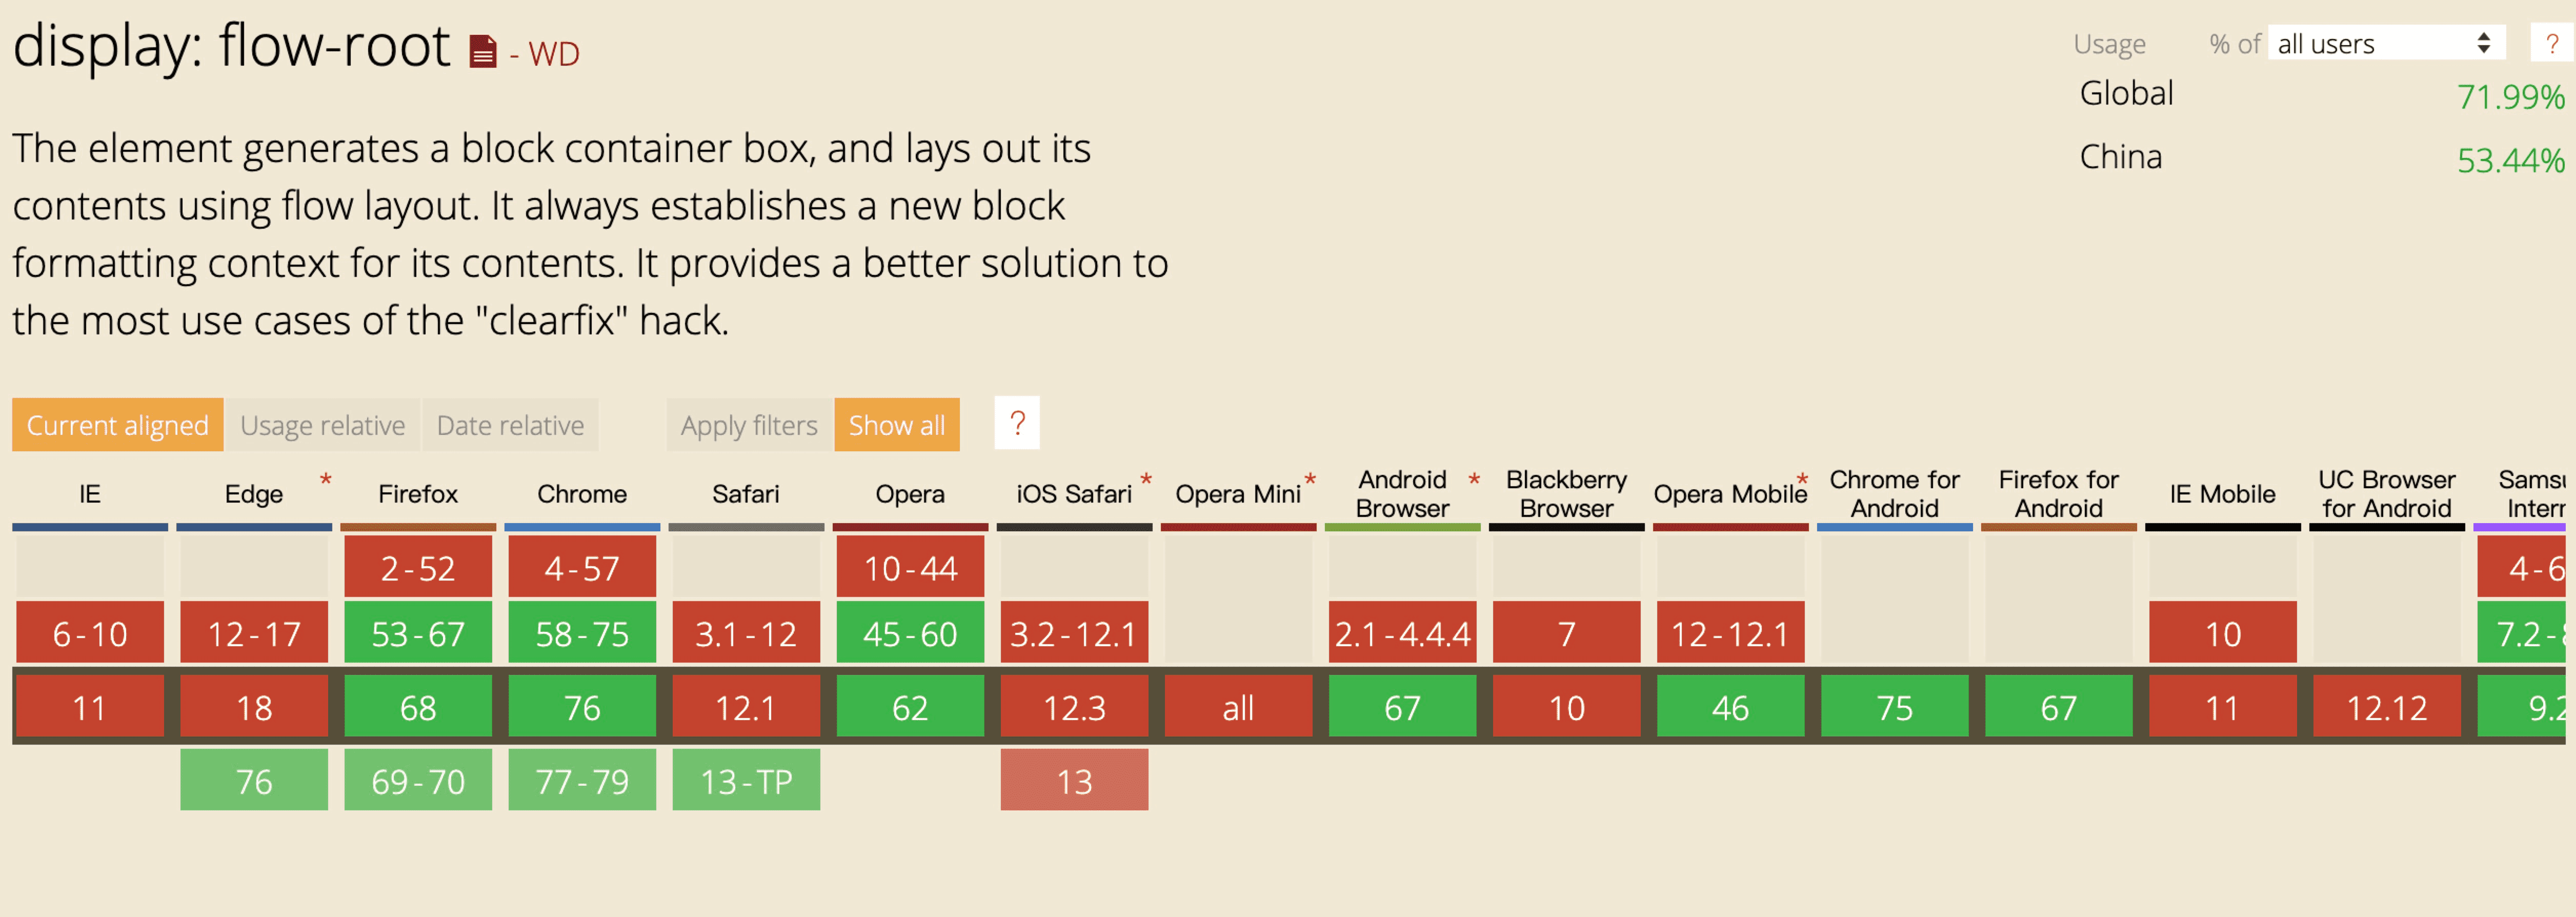 display: flow-root - WD
Usage % of all users ?
Global 71.99%
China 53.44%
The element generates a block container box, and lays out its
contents using flow layout. It always establishes a new block
formatting context for its contents. It provides a better solution to
the most use cases of the "clearfix" hack.
Current aligned Usage relative Date relative Apply filters Show all ?
IE Edge * Firefox Chrome Safari Opera iOS Safari * Opera Mini * Android Browser * Blackberry Browser Opera Mobile * Chrome for Android Firefox for Android IE Mobile UC Browser for Android
2-52 4-57 10-44 4-6
6-10 12-17 53-67 58-75 3.1-12 45-60 3.2-12.1 2.1-4.4.4 7 12-12.1 10 7.2-
11 18 68 76 12.1 62 12.3 all 67 10 46 75 67 11 12.12 9.2
76 69-70 77-79 13-TP 13